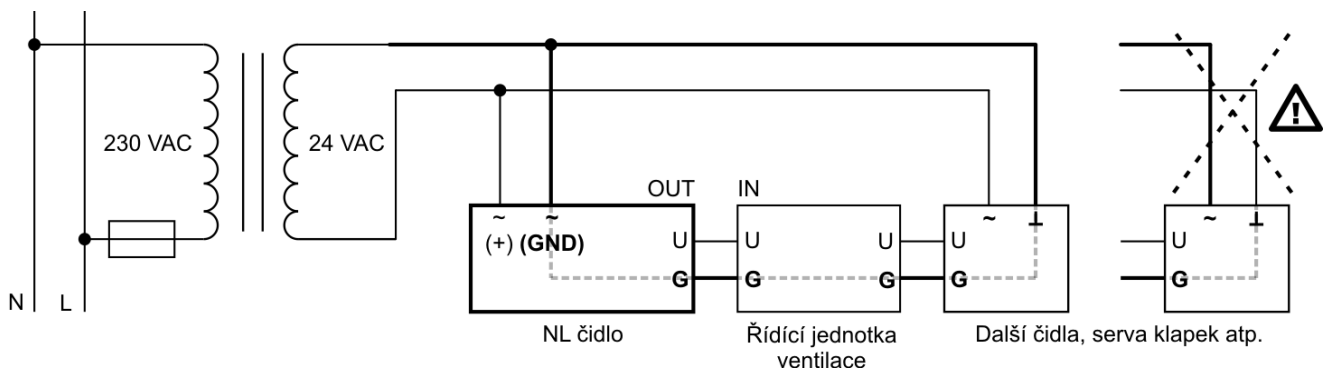 230 VAC
24 VAC
OUT IN
~ ~ ~ ⊥ ~ ⊥
(+) (GND)
U U U U U
G G G G G
N L
NL čidlo
Řídící jednotka
ventilace
Další čidla, serva klapek atp.